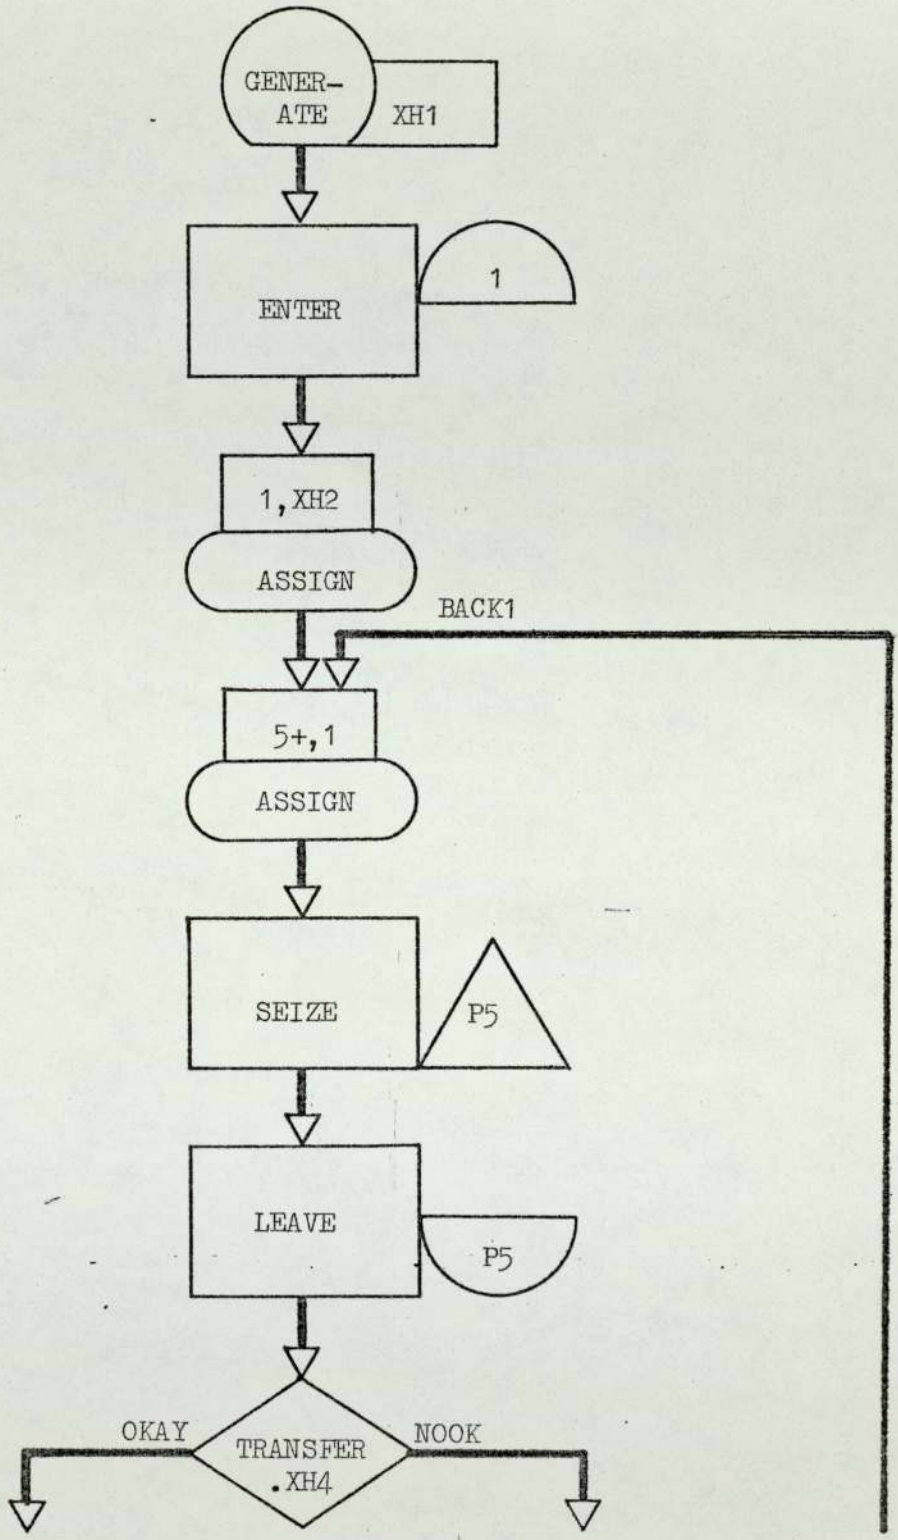 GENER-
ATE
XH1
1
ENTER
1,XH2
ASSIGN
BACK1
5+,1
ASSIGN
SEIZE
P5
LEAVE
P5
OKAY
NOOK
TRANSFER
.XH4